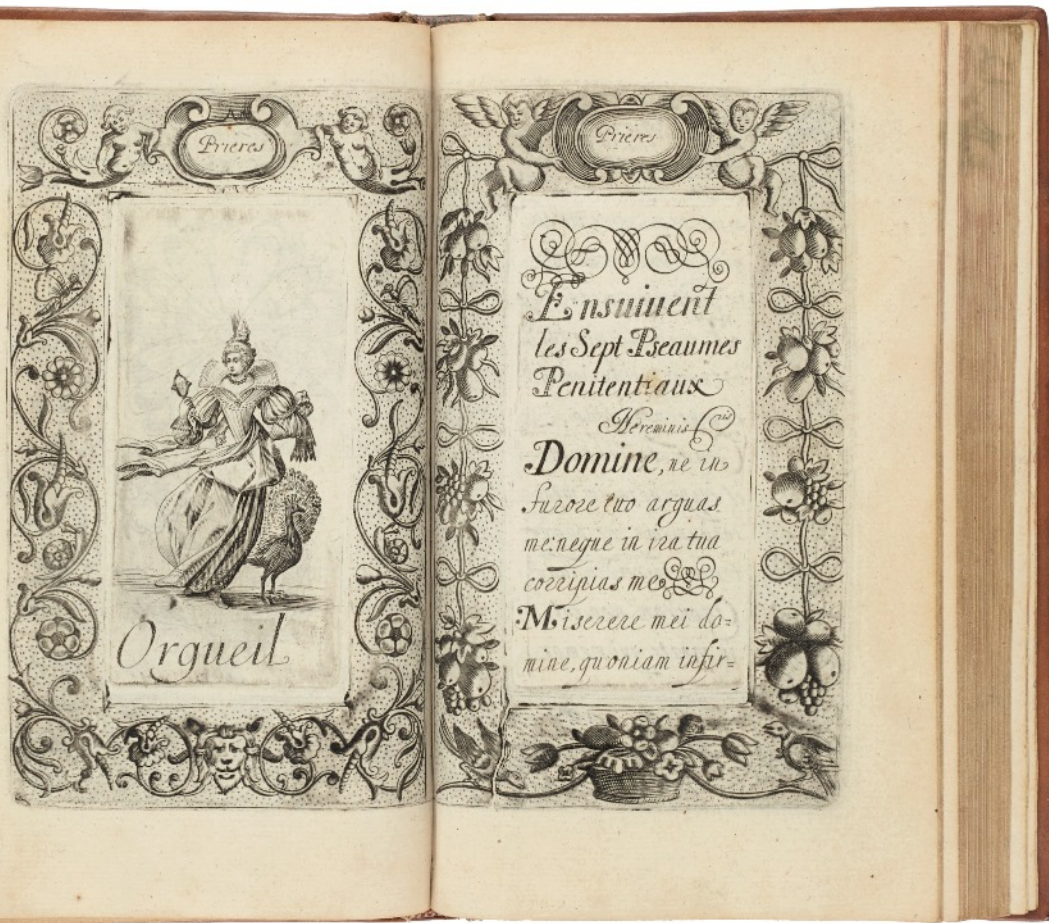 Prieres
Orgueil
Prieres
Ensuiuent
les Sept Pseaumes
Penitentiaux
Domine, ne in
furore tuo arguas
me: neque in ira tua
corripias me
Miserere mei do=
mine, quoniam infir=